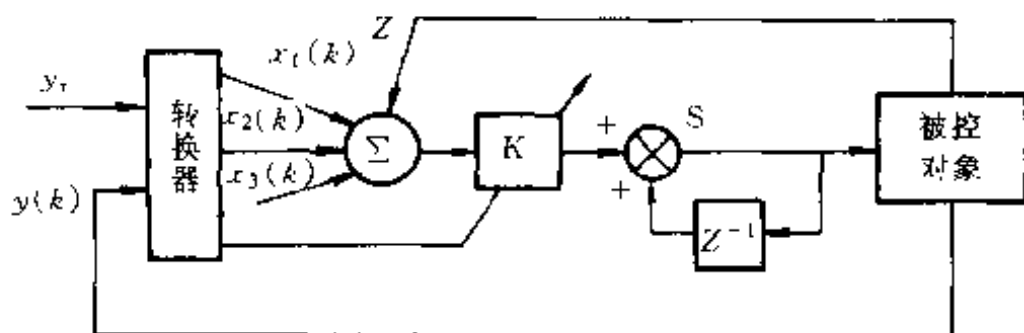 Z
x₁(k)
yᵣ
转换器
x₂(k)
Σ
x₃(k)
y(k)
K
+
S
+
Z⁻¹
被控
对象